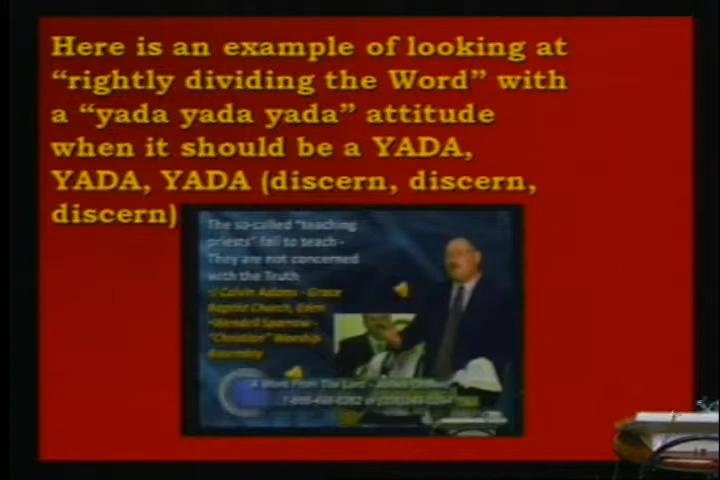 Here is an example of looking at
“rightly dividing the Word” with
a “yada yada yada” attitude
when it should be a YADA,
YADA, YADA (discern, discern,
discern)
The so-called “teaching
priests” fail to teach -
They are not concerned
with the Truth
Calvin Adams - Grace
Baptist Church,
“Christian” Worship
Assembly
A Word From The Lord -